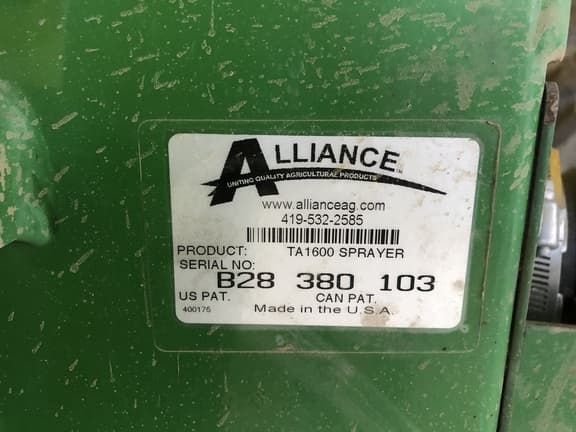 ALLIANCE
UNITING QUALITY AGRICULTURAL PRODUCTS
www.allianceag.com
419-532-2585
PRODUCT: TA1600 SPRAYER
SERIAL NO:
B28 380 103
US PAT. CAN PAT.
400175 Made in the U.S.A.